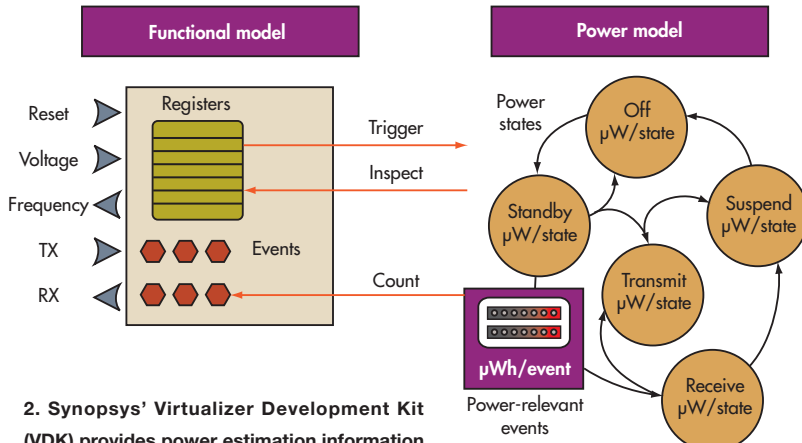 Functional model
Power model
Reset
Voltage
Frequency
TX
RX
Registers
Events
Trigger
Inspect
Count
Power
states
Off
µW/state
Standby
µW/state
Suspend
µW/state
Transmit
µW/state
Receive
µW/state
µWh/event
Power-relevant
events
2. Synopsys’ Virtualizer Development Kit
(VDK) provides power estimation information